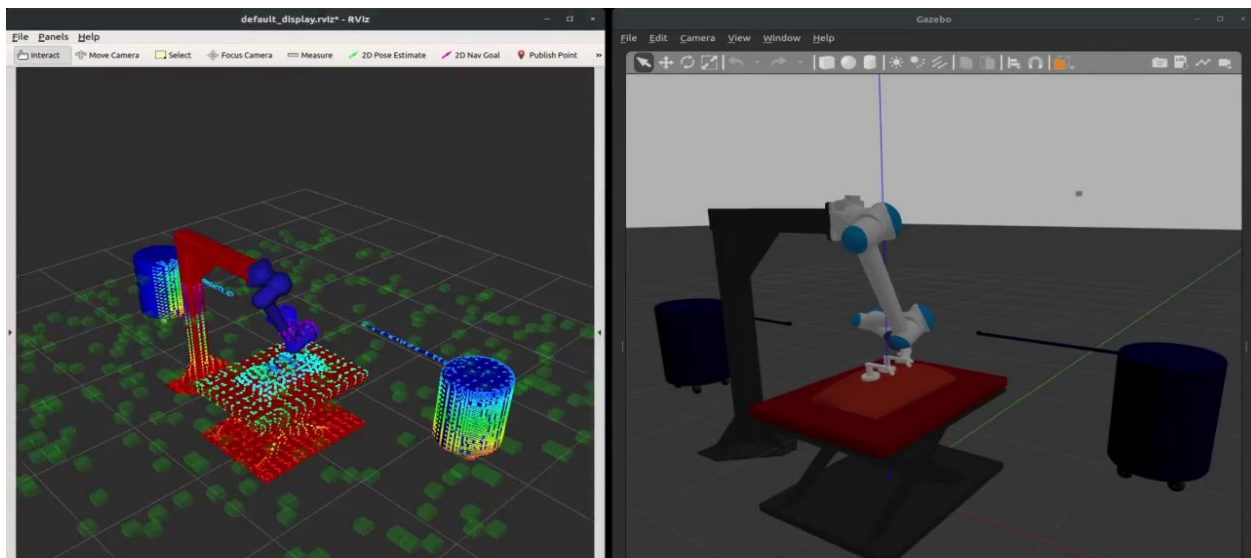 default_display.rviz* - RViz
File Panels Help
Interact Move Camera Select Focus Camera Measure 2D Pose Estimate 2D Nav Goal Publish Point »
Gazebo
File Edit Camera View Window Help